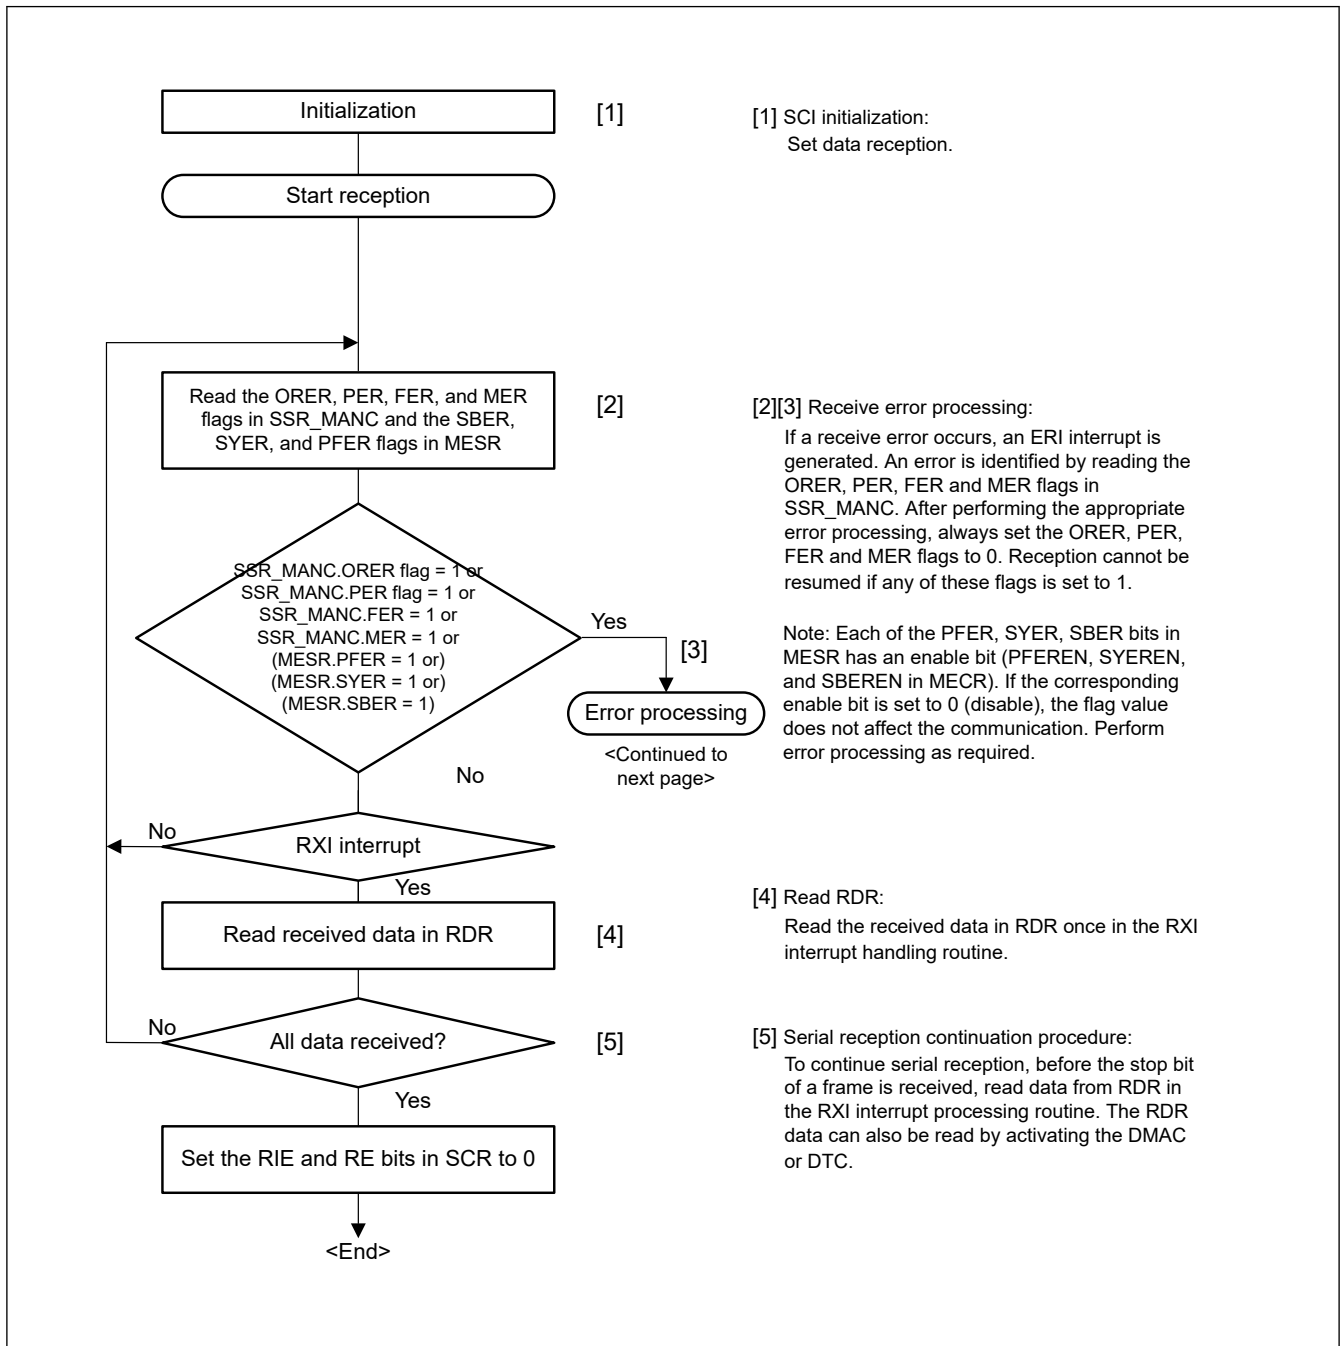 Initialization
[1]
[1] SCI initialization:
Set data reception.
Start reception
Read the ORER, PER, FER, and MER
flags in SSR_MANC and the SBER,
SYER, and PFER flags in MESR
[2]
[2][3] Receive error processing:
If a receive error occurs, an ERI interrupt is
generated. An error is identified by reading the
ORER, PER, FER and MER flags in
SSR_MANC. After performing the appropriate
error processing, always set the ORER, PER,
FER and MER flags to 0. Reception cannot be
resumed if any of these flags is set to 1.
Note: Each of the PFER, SYER, SBER bits in
MESR has an enable bit (PFEREN, SYEREN,
and SBEREN in MECR). If the corresponding
enable bit is set to 0 (disable), the flag value
does not affect the communication. Perform
error processing as required.
SSR_MANC.ORER flag = 1 or
SSR_MANC.PER flag = 1 or
SSR_MANC.FER = 1 or
SSR_MANC.MER = 1 or
(MESR.PFER = 1 or)
(MESR.SYER = 1 or)
(MESR.SBER = 1)
Yes
[3]
Error processing
<Continued to
next page>
No
No
RXI interrupt
Yes
Read received data in RDR
[4]
[4] Read RDR:
Read the received data in RDR once in the RXI
interrupt handling routine.
No
All data received?
[5]
[5] Serial reception continuation procedure:
To continue serial reception, before the stop bit
of a frame is received, read data from RDR in
the RXI interrupt processing routine. The RDR
data can also be read by activating the DMAC
or DTC.
Yes
Set the RIE and RE bits in SCR to 0
<End>